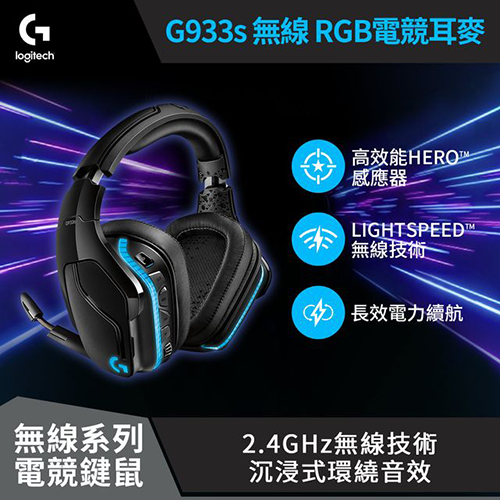 logitech
G933s 無線 RGB電競耳麥
高效能HERO™
感應器
LIGHTSPEED™
無線技術
長效電力續航
無線系列
電競鍵鼠
2.4GHz無線技術
沉浸式環繞音效